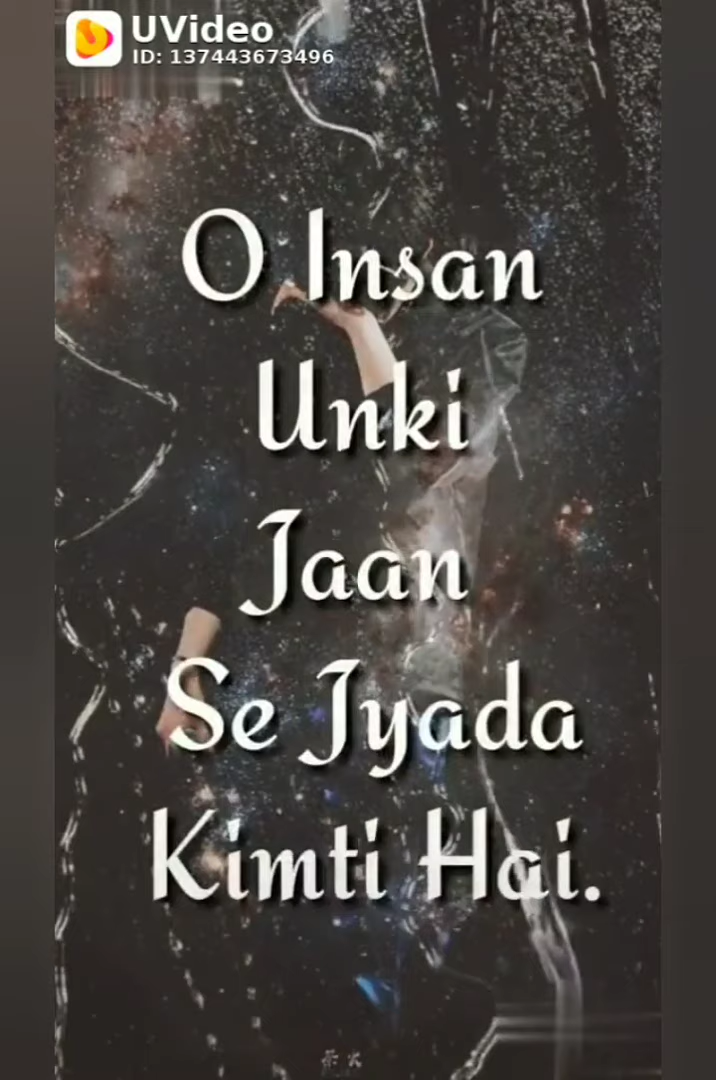 UVideo
ID: 137443673496
O Insan
Unki
Jaan
Se Jyada
Kimti Hai.